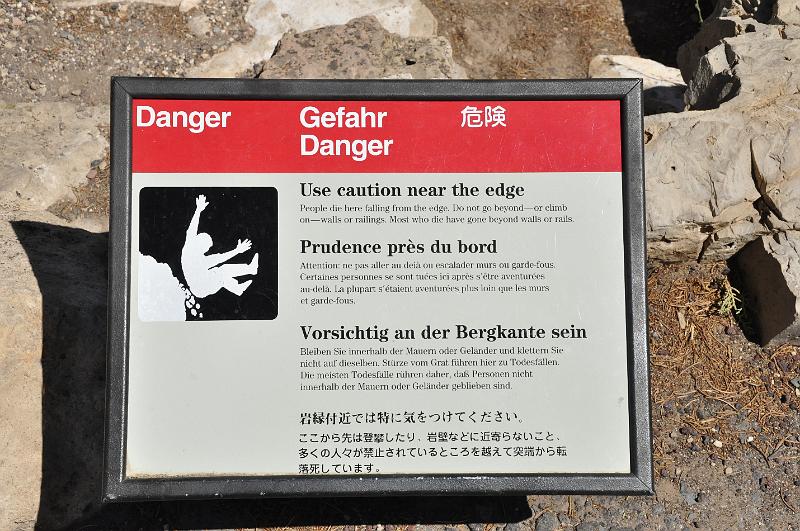 Danger
Gefahr
Danger
危険
Use caution near the edge
People die here falling from the edge. Do not go beyond—or climb
on—walls or railings. Most who die have gone beyond walls or rails.
Prudence près du bord
Attention: ne pas aller au deià ou escalader murs ou garde-fous.
Certaines personnes se sont tuées ici après s'être aventurées
au-delà. La plupart s'étaient aventurées plus loin que les murs
et garde-fous.
Vorsichtig an der Bergkante sein
Bleiben Sie innerhalb der Mauern oder Geländer und klettern Sie
nicht auf dieselben. Stürze vom Grat führen hier zu Todesfällen.
Die meisten Todesfälle rühren daher, daß Personen nicht
innerhalb der Mauern oder Geländer geblieben sind.
岩縁付近では特に気をつけてください。
ここから先は登攀したり、岩壁などに近寄らないこと、
多くの人々が禁止されているところを越えて突端から転
落死しています。